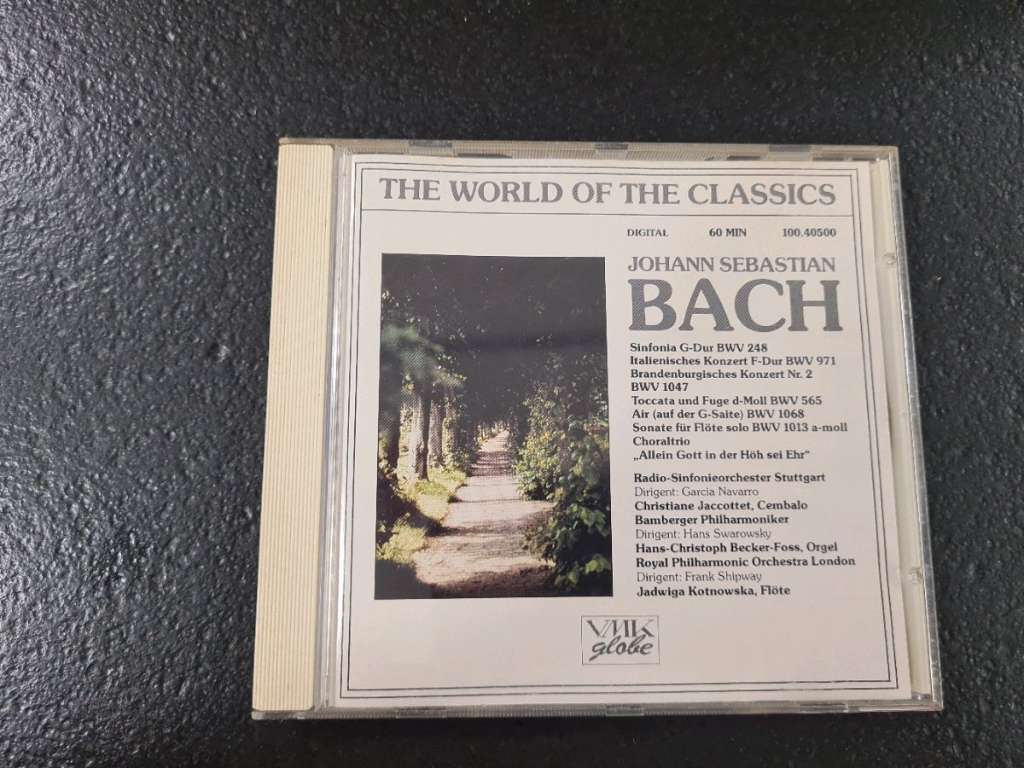 THE WORLD OF THE CLASSICS
DIGITAL 60 MIN 100.40500
JOHANN SEBASTIAN
BACH
Sinfonia G-Dur BWV 248
Italienisches Konzert F-Dur BWV 971
Brandenburgisches Konzert Nr. 2
BWV 1047
Toccata und Fuge d-Moll BWV 565
Air (auf der G-Saite) BWV 1068
Sonate für Flöte solo BWV 1013 a-moll
Choraltrio
„Allein Gott in der Höh sei Ehr“
Radio-Sinfonieorchester Stuttgart
Dirigent: Garcia Navarro
Christiane Jaccottet, Cembalo
Bamberger Philharmoniker
Dirigent: Hans Swarowsky
Hans-Christoph Becker-Foss, Orgel
Royal Philharmonic Orchestra London
Dirigent: Frank Shipway
Jadwiga Kotnowska, Flöte
VMK
globe